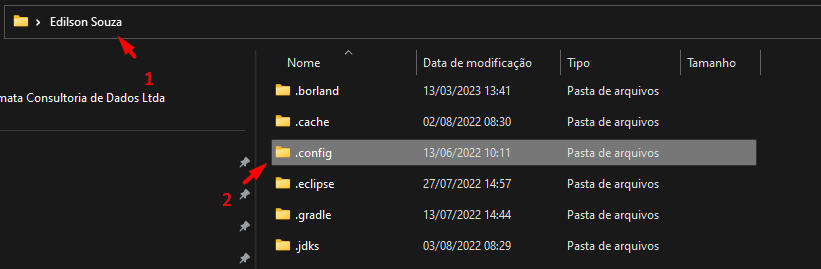 Edilson Souza
1
mata Consultoria de Dados Ltda
Nome Data de modificação Tipo Tamanho
.borland 13/03/2023 13:41 Pasta de arquivos
.cache 02/08/2022 08:30 Pasta de arquivos
.config 13/06/2022 10:11 Pasta de arquivos
2
.eclipse 27/07/2022 14:57 Pasta de arquivos
.gradle 13/07/2022 14:44 Pasta de arquivos
.jdks 03/08/2022 08:29 Pasta de arquivos